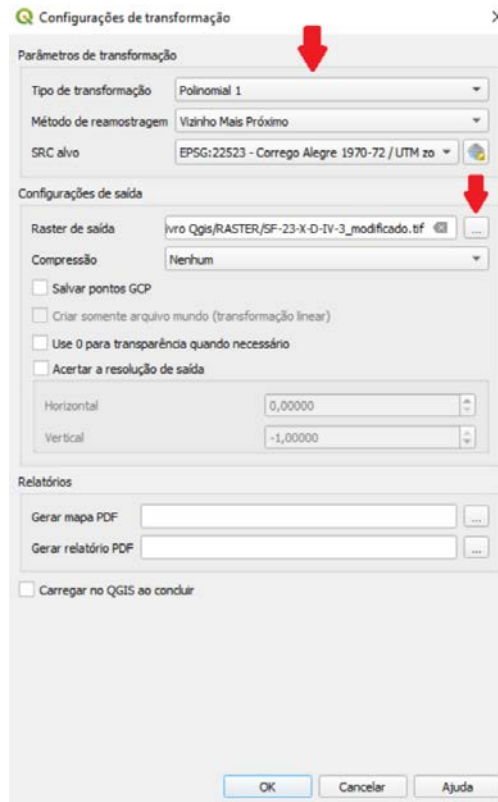 Configurações de transformação
Parâmetros de transformação
Tipo de transformação Polinomial 1
Método de reamostragem Vizinho Mais Próximo
SRC alvo EPSG:22523 - Corrego Alegre 1970-72 / UTM zo
Configurações de saída
Raster de saída ivro Qgis/RASTER/SF-23-X-D-IV-3_modificado.tif ...
Compressão Nenhum
Salvar pontos GCP
Criar somente arquivo mundo (transformação linear)
Use 0 para transparência quando necessário
Acertar a resolução de saída
Horizontal 0,00000
Vertical -1,00000
Relatórios
Gerar mapa PDF ...
Gerar relatório PDF ...
Carregar no QGIS ao concluir
OK Cancelar Ajuda